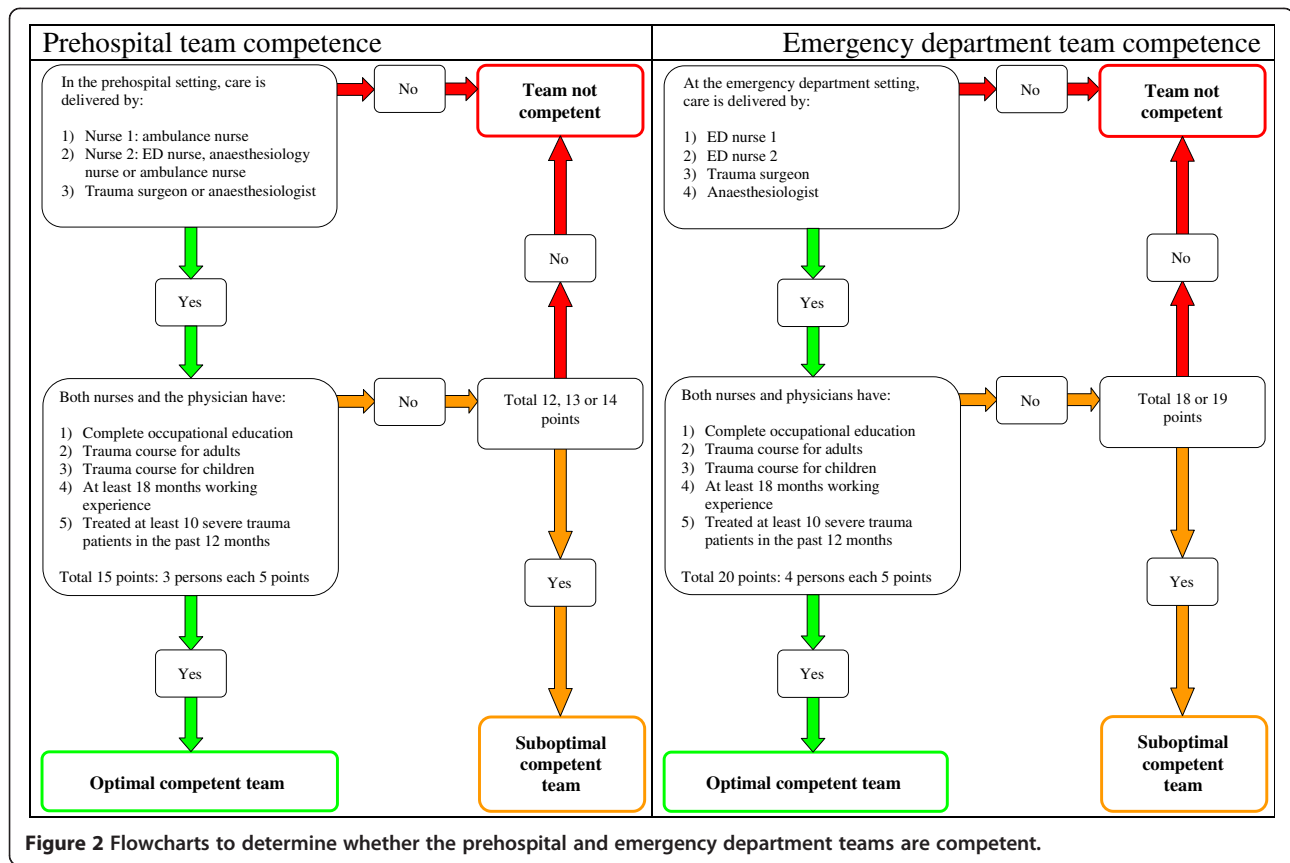 Prehospital team competence
In the prehospital setting, care is
delivered by:
1) Nurse 1: ambulance nurse
2) Nurse 2: ED nurse, anaesthesiology
nurse or ambulance nurse
3) Trauma surgeon or anaesthesiologist
No
Team not
competent
Yes
No
Both nurses and the physician have:
1) Complete occupational education
2) Trauma course for adults
3) Trauma course for children
4) At least 18 months working
experience
5) Treated at least 10 severe trauma
patients in the past 12 months
Total 15 points: 3 persons each 5 points
No
Total 12, 13 or 14
points
Yes
Yes
Optimal competent team
Suboptimal
competent
team
Emergency department team competence
At the emergency department setting,
care is delivered by:
1) ED nurse 1
2) ED nurse 2
3) Trauma surgeon
4) Anaesthesiologist
No
Team not
competent
Yes
No
Both nurses and physicians have:
1) Complete occupational education
2) Trauma course for adults
3) Trauma course for children
4) At least 18 months working
experience
5) Treated at least 10 severe trauma
patients in the past 12 months
Total 20 points: 4 persons each 5 points
No
Total 18 or 19
points
Yes
Yes
Optimal competent team
Suboptimal
competent
team
Figure 2 Flowcharts to determine whether the prehospital and emergency department teams are competent.